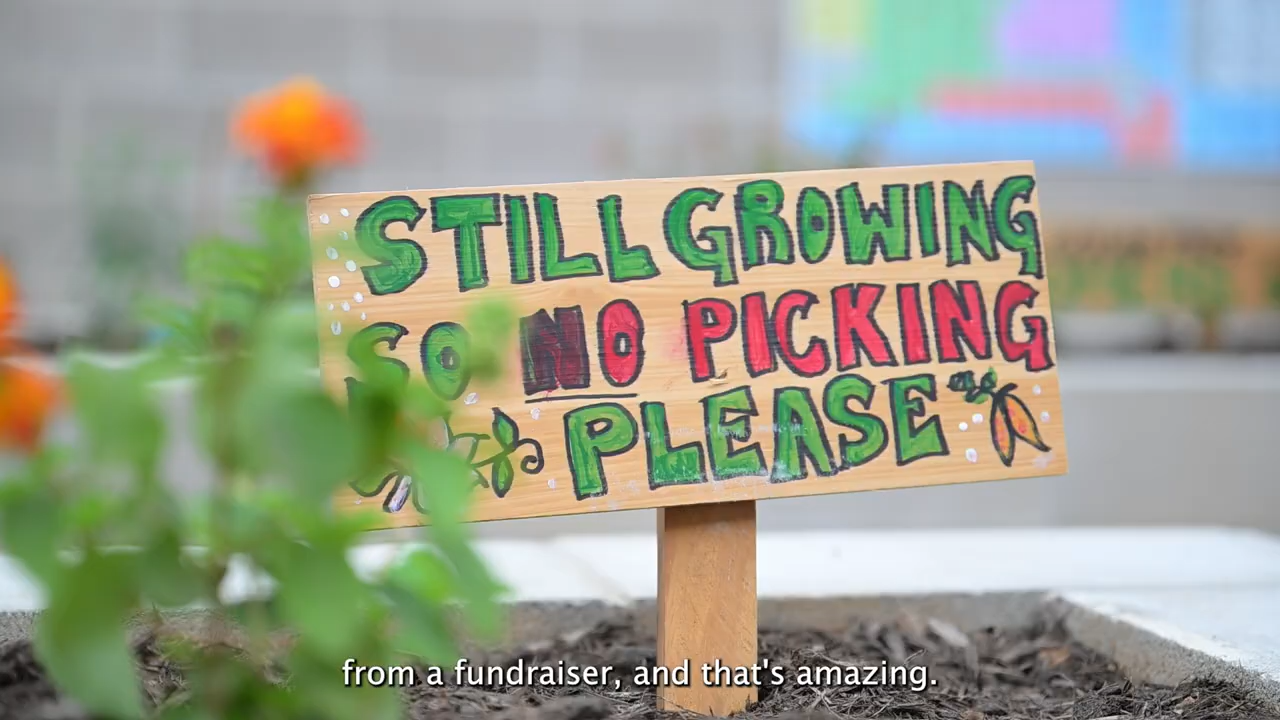 STILL GROWING
SO NO PICKING
PLEASE
from a fundraiser, and that's amazing.